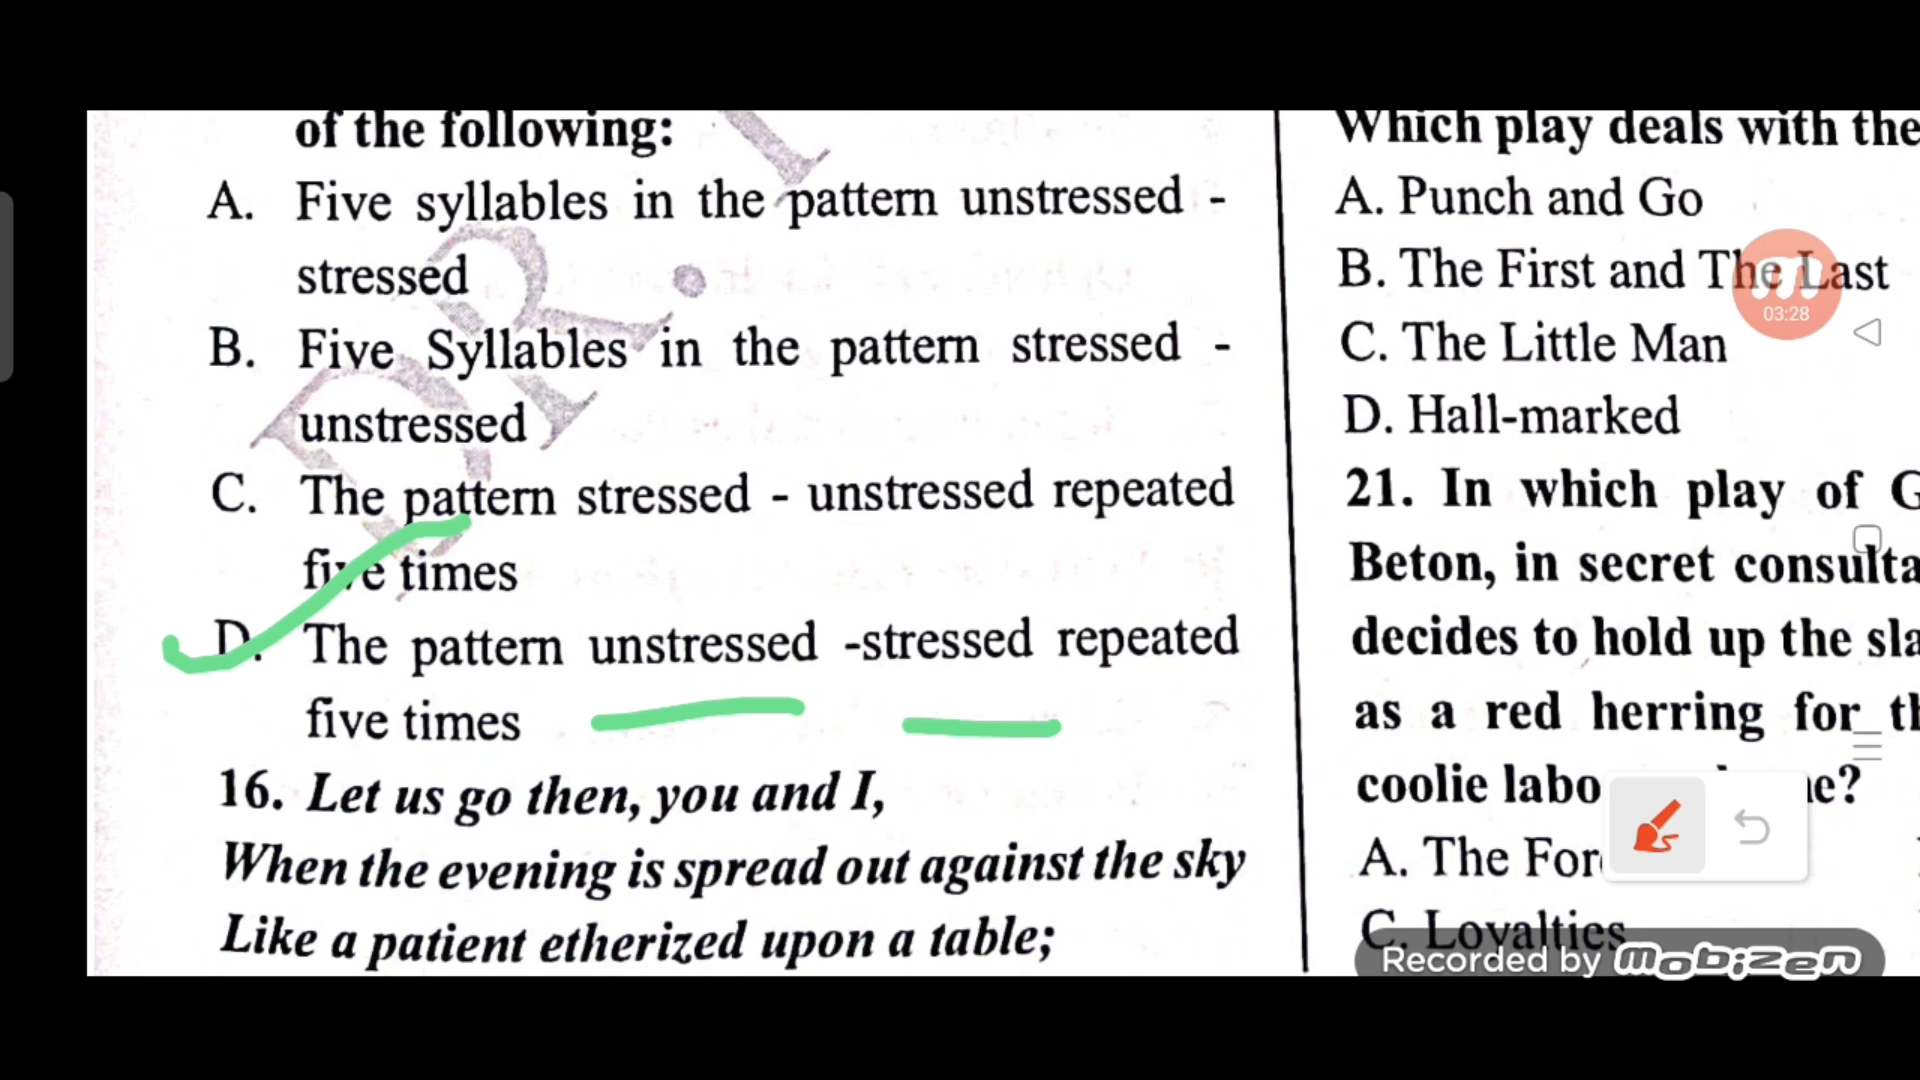 of the following:
A. Five syllables in the pattern unstressed -
stressed
B. Five Syllables in the pattern stressed -
unstressed
C. The pattern stressed - unstressed repeated
five times
D. The pattern unstressed -stressed repeated
five times
16. Let us go then, you and I,
When the evening is spread out against the sky
Like a patient etherized upon a table;
Which play deals with the
A. Punch and Go
B. The First and The Last
C. The Little Man
D. Hall-marked
21. In which play of G
Beton, in secret consulta
decides to hold up the sla
as a red herring for th
coolie labo
A. The For
C. Loyalties
DR.
03:28
Recorded by mobizen